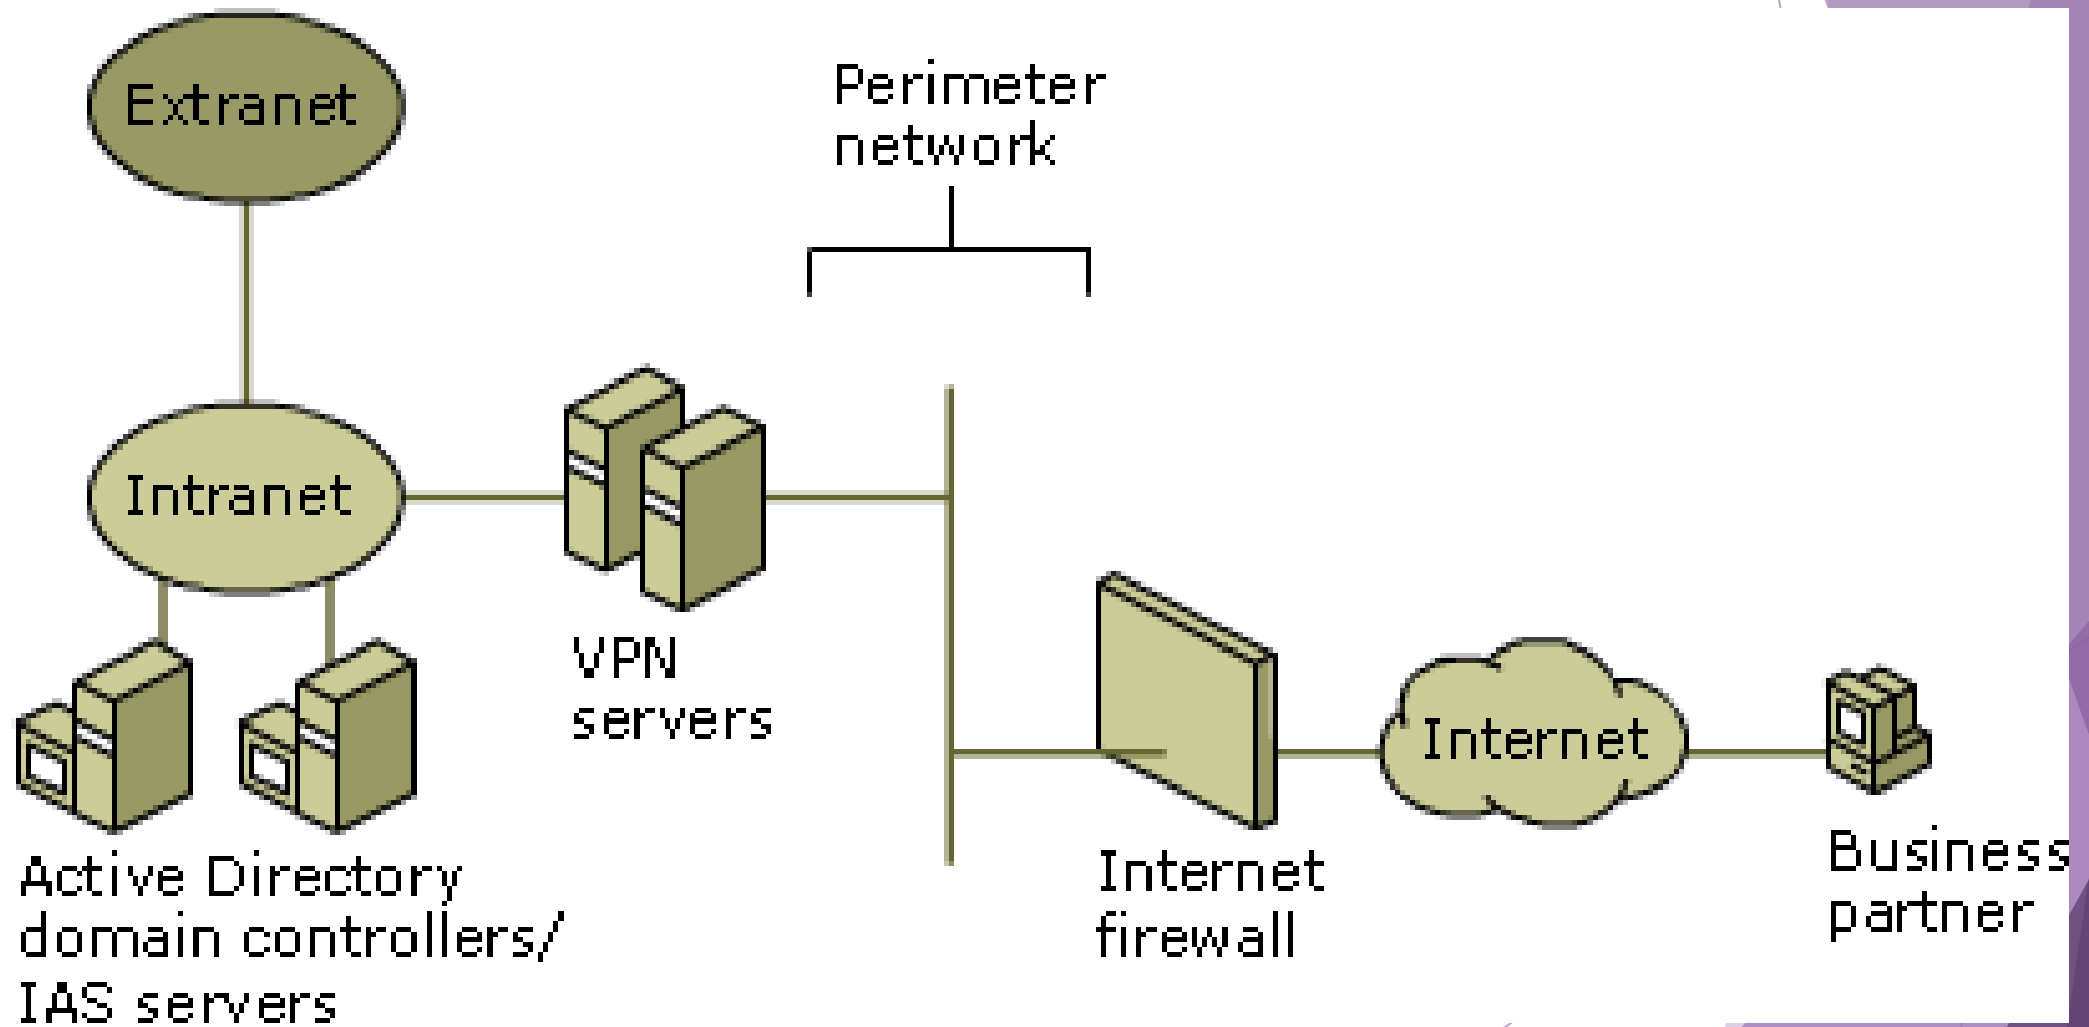 Extranet
Perimeter
network
Intranet
VPN
servers
Internet
Active Directory
domain controllers/
IAS servers
Internet
firewall
Business
partner